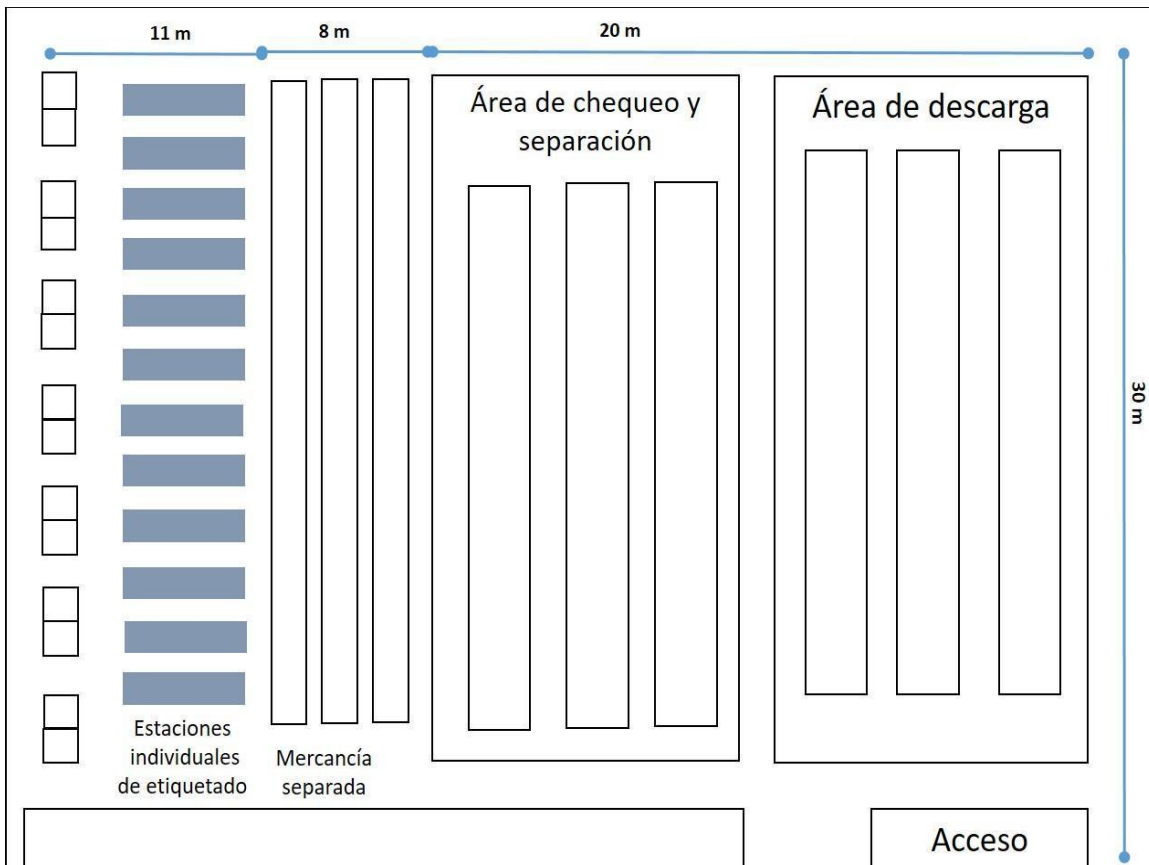 11 m
8 m
20 m
Área de chequeo y
separación
Área de descarga
30 m
Estaciones
individuales
de etiquetado
Mercancía
separada
Acceso